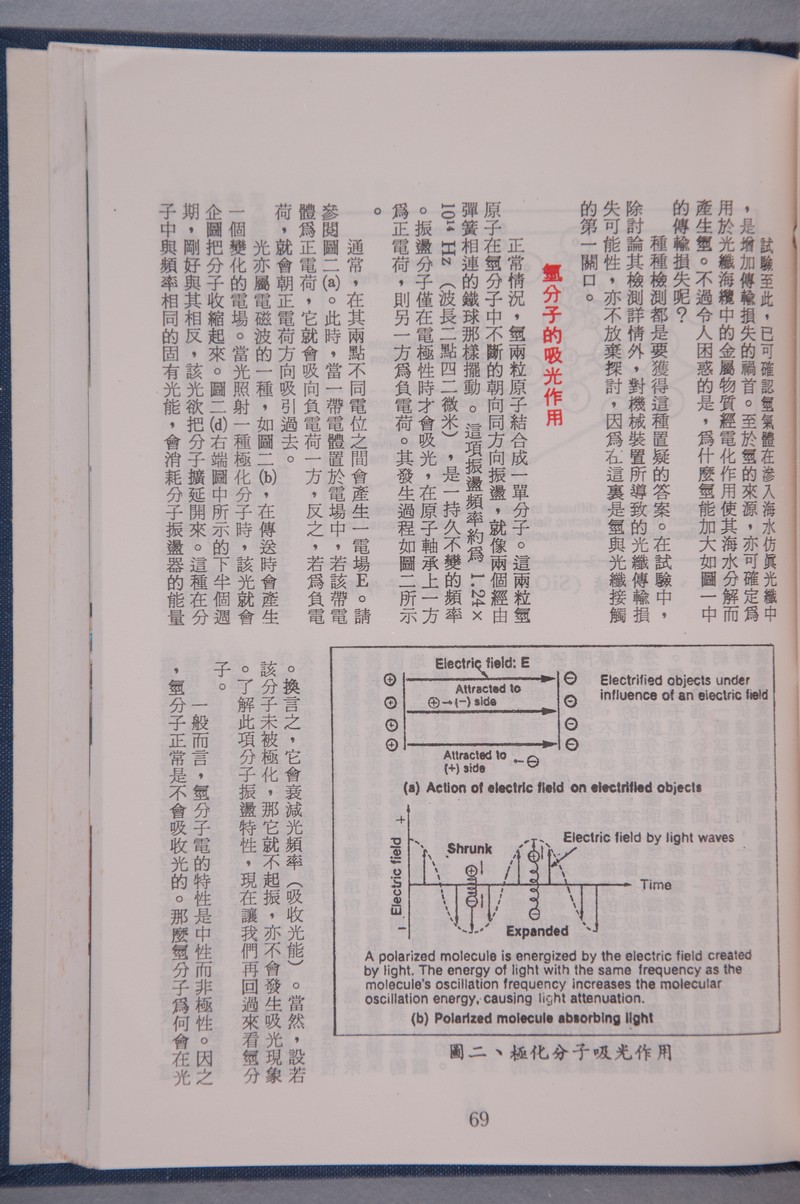 試驗至此，已可確認氫氣體在滲入海水仿眞光纖中
，是增加傳輸損失的禍首。至於氫的來源，亦可確定爲
用於光纖海纜中的金屬物質經電化作用使其海水分解而
產生氫。不過令人困惑的是，爲什麼氫能加大如圖一中
的傳輸損失呢？
種種檢測都是要獲得這種置疑的答案。在試驗中，
除討論其檢測詳情外，對機械裝置所導致的光纖傳輸損
失可能性，亦不放棄探討，因爲在這裏是氫與光纖接觸
的第一關口。
氫分子的吸光作用
正常情況，氫兩粒原子結合成一單分子。這兩粒氫
原子在氫分子中不斷的朝向同方向振盪，就像兩個經由
彈簧相連的鐵球那樣擺動。這項振盪頻率約爲 1.24×
10¹⁴ Hz （波長二點四二微米），是一持久不變的頻率
。振盪分子僅在電極性時才會吸光，在原子軸承上一方
爲正電荷，則另一方爲負電荷。其發生過程如圖二所示
。
通常，在其兩點不同電位之間會產生一電場E。請
參閱圖二(a)。此時，當一帶電體置於電場中，若該帶電
體爲正電荷，它就會吸向負電荷一方，反之，若爲負電
荷，就會朝正電荷方向吸引過去。
光亦屬電磁波的一種，如圖二(b)，在傳送時會產生
一個變化的電場。當光照射一種極化分子時，該光就會
企圖把分子收縮起來。圖二(d)右端圖中所示的下半個週
期，剛好與其相反，該光欲把分子擴延開來。這種在分
子中與頻率相同的固有光能，會消耗分子振盪器的能量
Electric field: E
Attracted to
⊕→(−) side
Attracted to ←⊖
(+) side
Electrified objects under
influence of an electric field
(a) Action of electric field on electrified objects
Electric field
+
−
Shrunk
Electric field by light waves
Time
Expanded
A polarized molecule is energized by the electric field created
by light. The energy of light with the same frequency as the
molecule's oscillation frequency increases the molecular
oscillation energy, causing light attenuation.
(b) Polarized molecule absorbing light
圖二、極化分子吸光作用
。換言之，它會衰減光頻率（吸收光能）。當然，設若
該分子未被極化，那它就不起振，亦不會發生吸光現象
。了解此項分子振盪特性，現在讓我們再回過來看氫分
子。
一般而言，氫分子電的特性是中性而非極性。因之
，氫分子正常是不會吸收光的。那麼氫分子爲何會在光
69